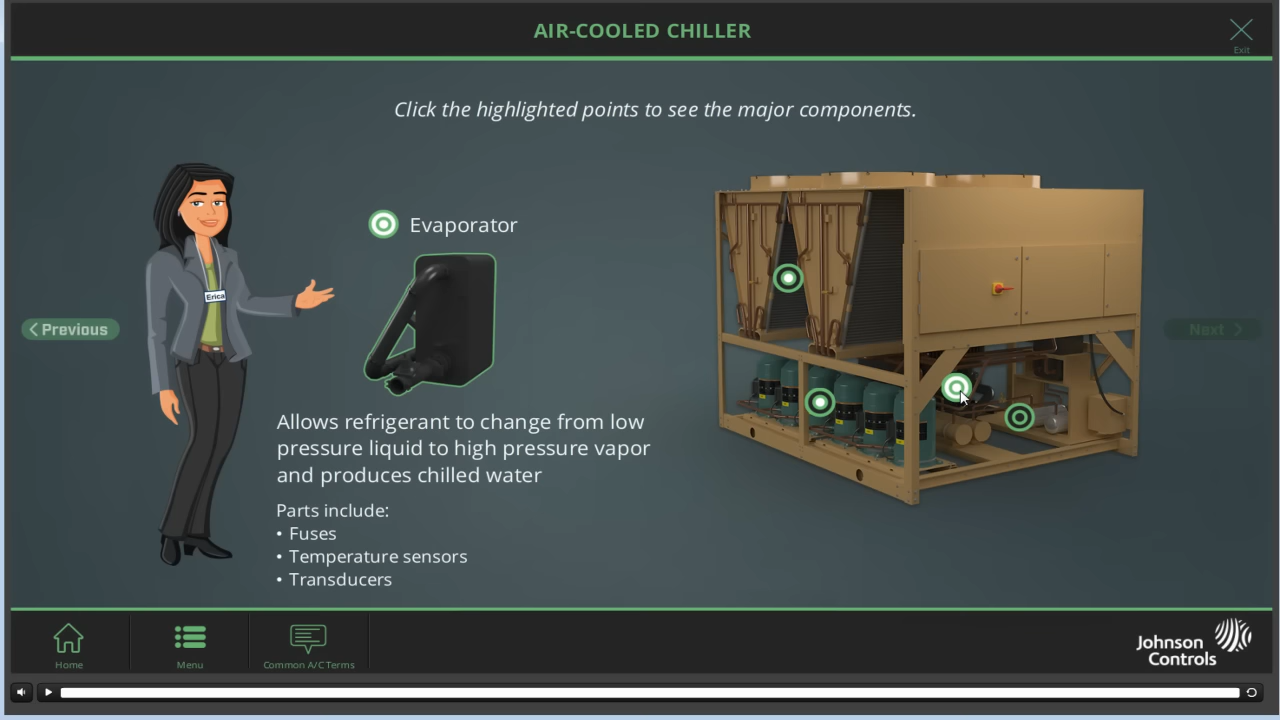 AIR-COOLED CHILLER
Exit
Click the highlighted points to see the major components.
Evaporator
Erica
Previous
Next
Allows refrigerant to change from low
pressure liquid to high pressure vapor
and produces chilled water
Parts include:
• Fuses
• Temperature sensors
• Transducers
Home
Menu
Common A/C Terms
Johnson
Controls